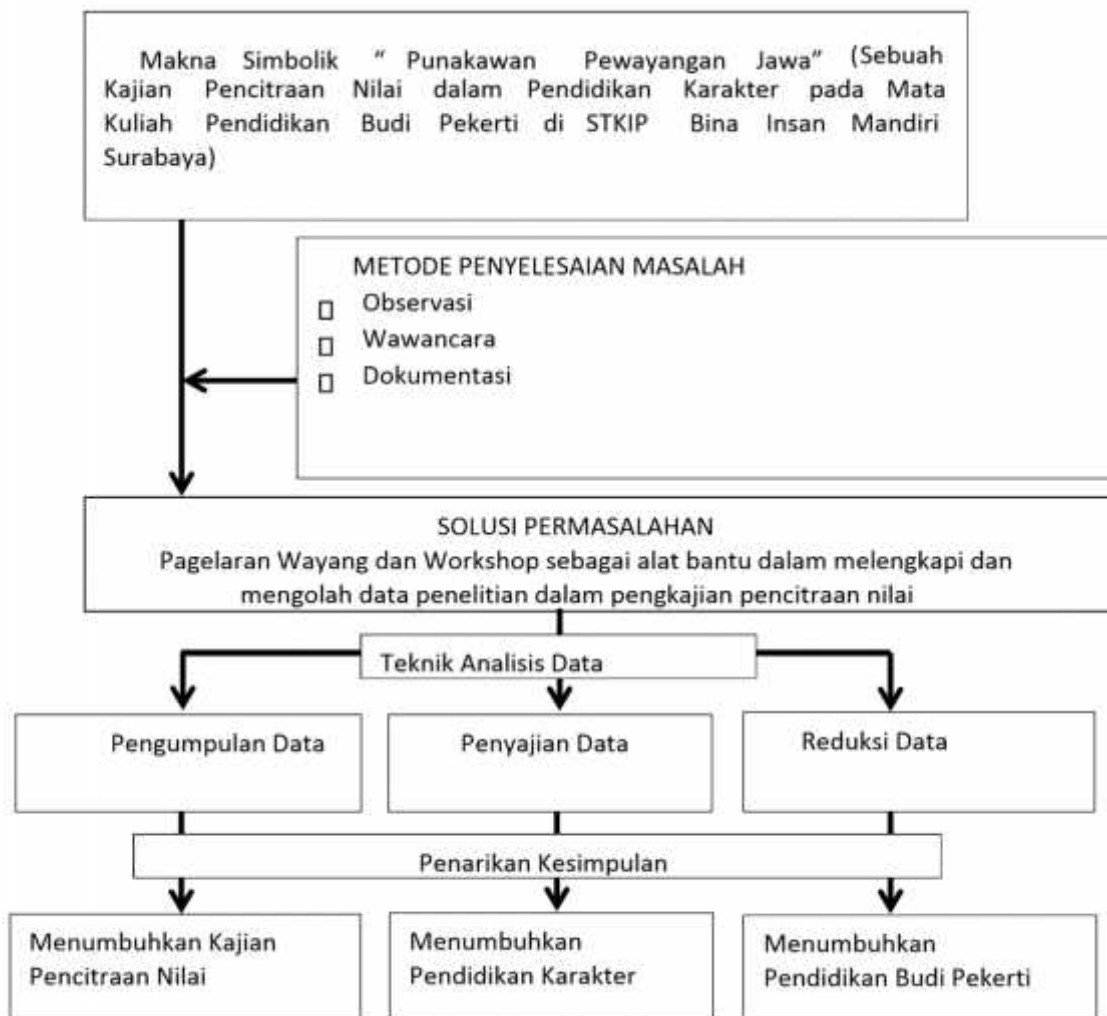 Makna Simbolik " Punakawan Pewayangan Jawa" (Sebuah
Kajian Pencitraan Nilai dalam Pendidikan Karakter pada Mata
Kuliah Pendidikan Budi Pekerti di STKIP Bina Insan Mandiri
Surabaya)
METODE PENYELESAIAN MASALAH
Observasi
Wawancara
Dokumentasi
SOLUSI PERMASALAHAN
Pagelaran Wayang dan Workshop sebagai alat bantu dalam melengkapi dan
mengolah data penelitian dalam pengkajian pencitraan nilai
Teknik Analisis Data
Pengumpulan Data
Penyajian Data
Reduksi Data
Penarikan Kesimpulan
Menumbuhkan Kajian
Pencitraan Nilai
Menumbuhkan
Pendidikan Karakter
Menumbuhkan
Pendidikan Budi Pekerti